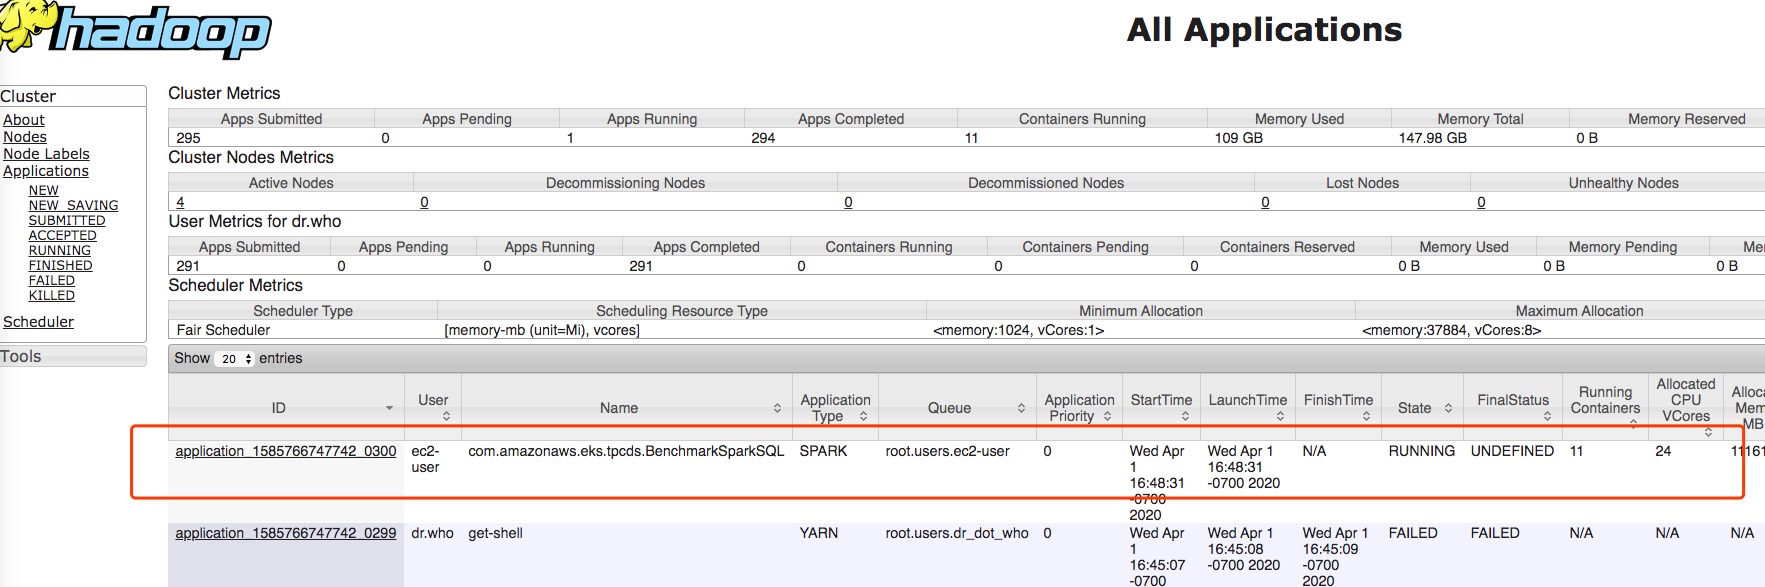 hadoop
All Applications
Cluster
About
Nodes
Node Labels
Applications
NEW
NEW_SAVING
SUBMITTED
ACCEPTED
RUNNING
FINISHED
FAILED
KILLED
Scheduler
Tools
Cluster Metrics
Apps Submitted Apps Pending Apps Running Apps Completed Containers Running Memory Used Memory Total Memory Reserved
295 0 1 294 11 109 GB 147.98 GB 0 B
Cluster Nodes Metrics
Active Nodes Decommissioning Nodes Decommissioned Nodes Lost Nodes Unhealthy Nodes
4 0 0 0 0
User Metrics for dr.who
Apps Submitted Apps Pending Apps Running Apps Completed Containers Running Containers Pending Containers Reserved Memory Used Memory Pending
291 0 0 291 0 0 0 0 B 0 B 0 B
Scheduler Metrics
Scheduler Type Scheduling Resource Type Minimum Allocation Maximum Allocation
Fair Scheduler [memory-mb (unit=Mi), vcores] <memory:1024, vCores:1> <memory:37884, vCores:8>
Show 20 entries
ID User Name Application Type Queue Application Priority StartTime LaunchTime FinishTime State FinalStatus Running Containers Allocated CPU VCores
application_1585766747742_0300 ec2-user com.amazonaws.eks.tpcds.BenchmarkSparkSQL SPARK root.users.ec2-user 0 Wed Apr 1 16:48:31 -0700 2020 Wed Apr 1 16:48:31 -0700 2020 N/A RUNNING UNDEFINED 11 24
application_1585766747742_0299 dr.who get-shell YARN root.users.dr_dot_who 0 Wed Apr 1 16:45:07 -0700 Wed Apr 1 16:45:08 -0700 2020 Wed Apr 1 16:45:09 -0700 2020 FAILED FAILED N/A N/A N/A